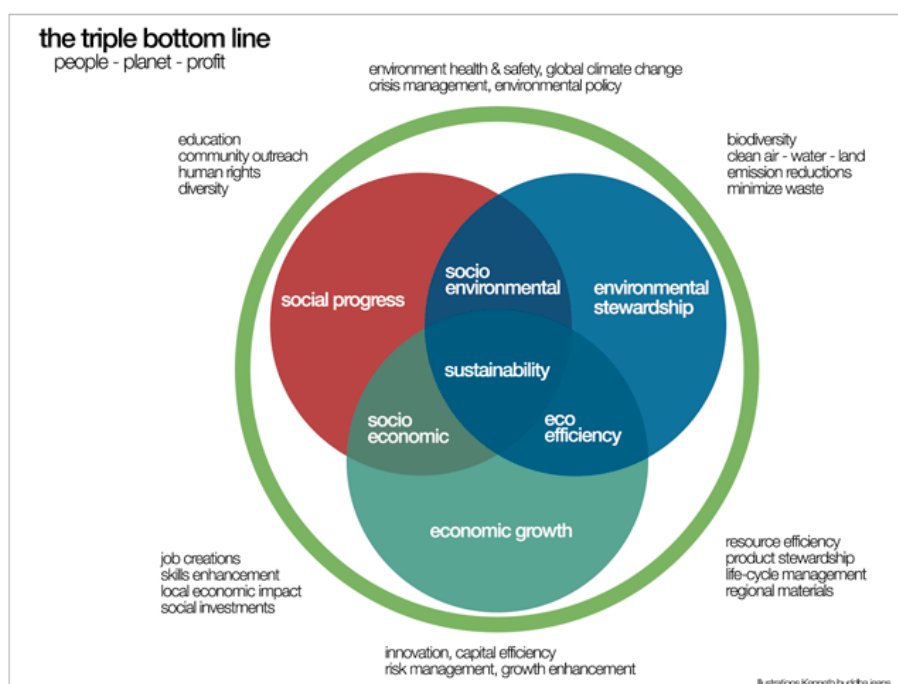 the triple bottom line
people - planet - profit
environment health & safety, global climate change
crisis management, environmental policy
education
community outreach
human rights
diversity
biodiversity
clean air - water - land
emission reductions
minimize waste
socio
environmental
environmental
stewardship
social progress
sustainability
socio
economic
eco
efficiency
economic growth
job creations
skills enhancement
local economic impact
social investments
resource efficiency
product stewardship
life-cycle management
regional materials
innovation, capital efficiency
risk management, growth enhancement
Kenneth buddha jeans